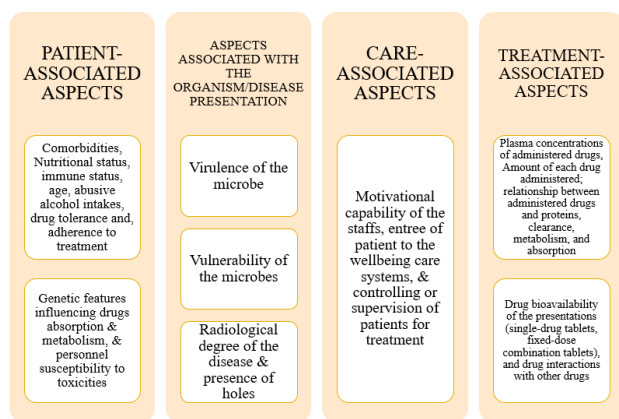 PATIENT-
ASSOCIATED
ASPECTS
Comorbidities,
Nutritional status,
immune status,
age, abusive
alcohol intakes,
drug tolerance and,
adherence to
treatment
Genetic features
influencing drugs
absorption &
metabolism, &
personnel
susceptibility to
toxicities
ASPECTS
ASSOCIATED WITH
THE
ORGANISM/DISEASE
PRESENTATION
Virulence of the
microbe
Vulnerability of
the microbes
Radiological
degree of the
disease &
presence of
holes
CARE-
ASSOCIATED
ASPECTS
Motivational
capability of the
staffs, entree of
patient to the
wellbeing care
systems, &
controlling or
supervision of
patients for
treatment
TREATMENT-
ASSOCIATED
ASPECTS
Plasma concentrations
of administered drugs,
Amount of each drug
administered;
relationship between
administered drugs
and proteins,
clearance,
metabolism, and
absorption
Drug bioavailability
of the presentations
(single-drug tablets,
fixed-dose
combination tablets),
and drug interactions
with other drugs